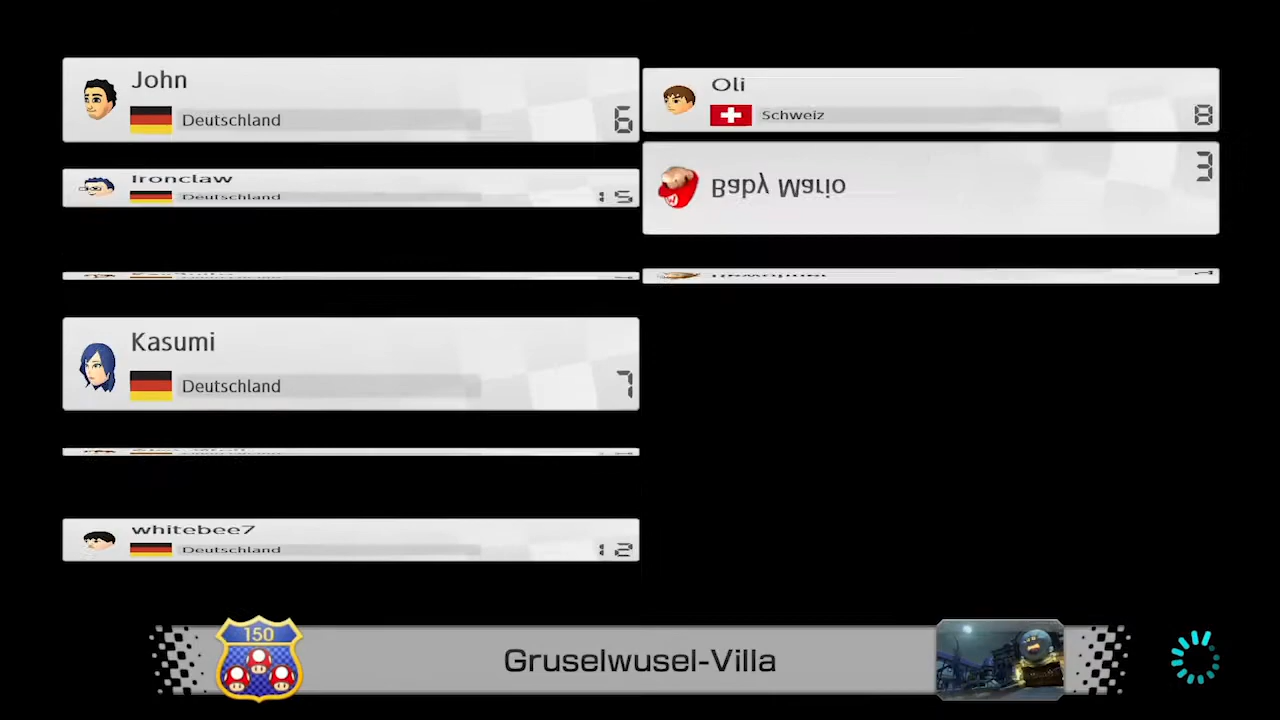 John
Deutschland
6
Ironclaw
Deutschland
15
Kasumi
Deutschland
7
whitebee7
Deutschland
12
Oli
Schweiz
8
Baby Mario
3
150
Gruselwusel-Villa